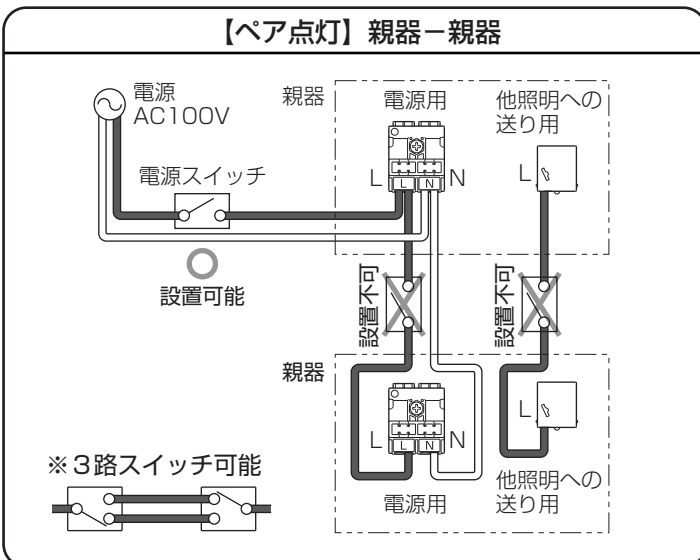 【ペア点灯】親器－親器
電源
AC100V
親器
電源用
他照明への
送り用
電源スイッチ
L
L
N
N
L
設置可能
設置不可
設置不可
親器
L
L
N
N
L
※3路スイッチ可能
電源用
他照明への
送り用